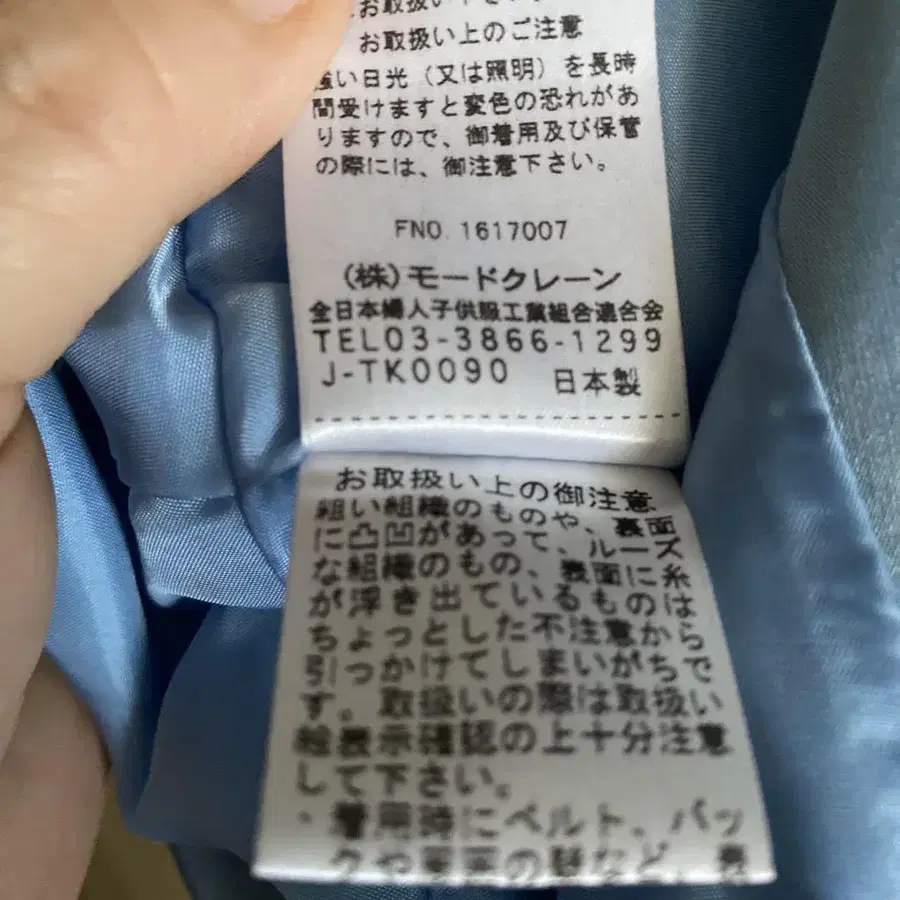 お取扱い下さい。
お取扱い上のご注意
強い日光（又は照明）を長時
間受けますと変色の恐れがあ
りますので、御着用及び保管
の際には、御注意下さい。
FNO. 1617007
(株)モードクレーン
全日本婦人子供服工業組合連合会
TEL03-3866-1299
J-TK0090 日本製
お取扱い上の御注意
粗い組織のものや、裏面
に凸凹があって、ルーズ
な組織のもの、表面に糸
が浮き出ているものは
ちょっとした不注意から
引っかけてしまいがちで
す。取扱いの際は取扱い
絵表示確認の上十分注意
して下さい。
・着用時にベルト、バッ
グや